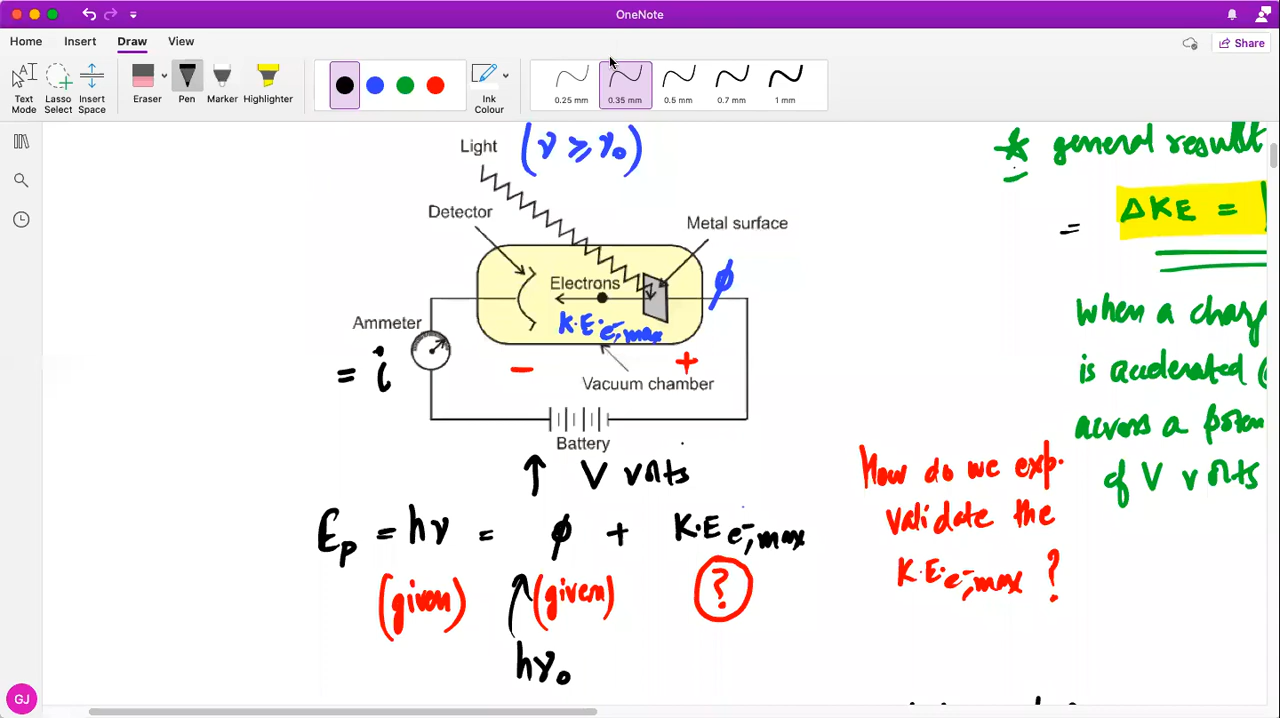 OneNote
Home Insert Draw View
Share
Text Mode
Lasso Select
Insert Space
Eraser
Pen
Marker
Highlighter
Ink Colour
0.25 mm
0.35 mm
0.5 mm
0.7 mm
1 mm
Light
(ν ≥ ν₀)
Detector
Metal surface
Electrons
ϕ
K.E.e⁻,max
Ammeter
= i
−
+
Vacuum chamber
Battery
↑ V volts
Eₚ = hν = ϕ + K.E e⁻,max
(given) (given) ?
hν₀
* general result
= ΔKE =
when a charg
is accelerated
across a poten
of V volts
How do we exp.
validate the
K.E.e⁻,max ?
GJ